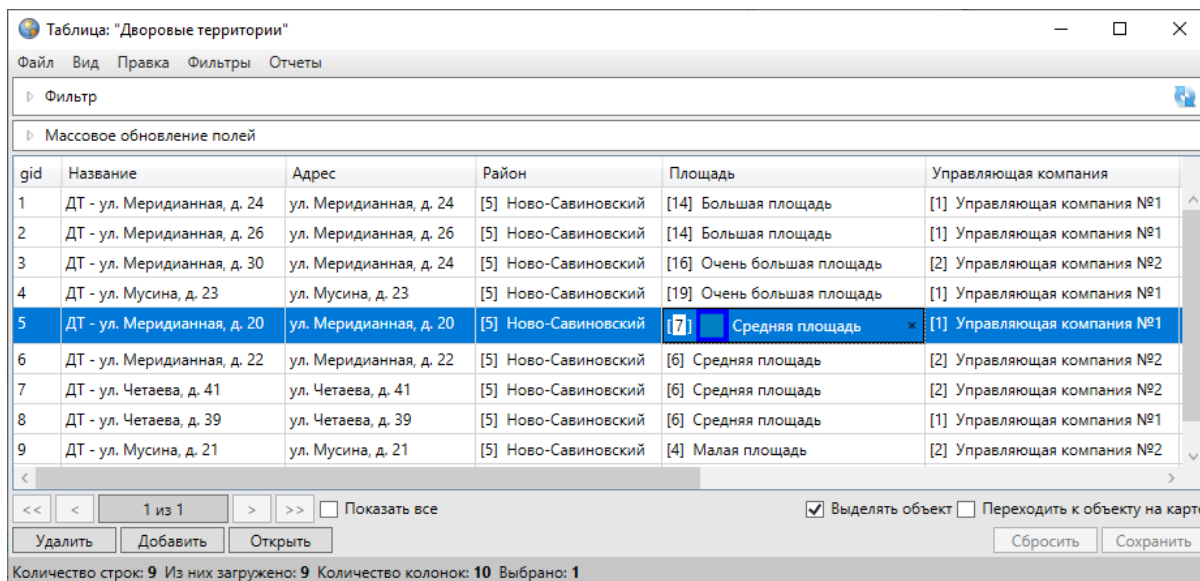 Таблица: "Дворовые территории"
Файл Вид Правка Фильтры Отчеты
Фильтр
Массовое обновление полей
gid Название Адрес Район Площадь Управляющая компания
1 ДТ - ул. Меридианная, д. 24 ул. Меридианная, д. 24 [5] Ново-Савиновский [14] Большая площадь [1] Управляющая компания №1
2 ДТ - ул. Меридианная, д. 26 ул. Меридианная, д. 26 [5] Ново-Савиновский [14] Большая площадь [1] Управляющая компания №1
3 ДТ - ул. Меридианная, д. 30 ул. Меридианная, д. 24 [5] Ново-Савиновский [16] Очень большая площадь [2] Управляющая компания №2
4 ДТ - ул. Мусина, д. 23 ул. Мусина, д. 23 [5] Ново-Савиновский [19] Очень большая площадь [1] Управляющая компания №1
5 ДТ - ул. Меридианная, д. 20 ул. Меридианная, д. 20 [5] Ново-Савиновский [7] Средняя площадь × [1] Управляющая компания №1
6 ДТ - ул. Меридианная, д. 22 ул. Меридианная, д. 22 [5] Ново-Савиновский [6] Средняя площадь [2] Управляющая компания №2
7 ДТ - ул. Четаева, д. 41 ул. Четаева, д. 41 [5] Ново-Савиновский [6] Средняя площадь [2] Управляющая компания №2
8 ДТ - ул. Четаева, д. 39 ул. Четаева, д. 39 [5] Ново-Савиновский [6] Средняя площадь [1] Управляющая компания №1
9 ДТ - ул. Мусина, д. 21 ул. Мусина, д. 21 [5] Ново-Савиновский [4] Малая площадь [2] Управляющая компания №2
<< < 1 из 1 > >> Показать все Выделять объект Переходить к объекту на карте
Удалить Добавить Открыть Сбросить Сохранить
Количество строк: 9 Из них загружено: 9 Количество колонок: 10 Выбрано: 1